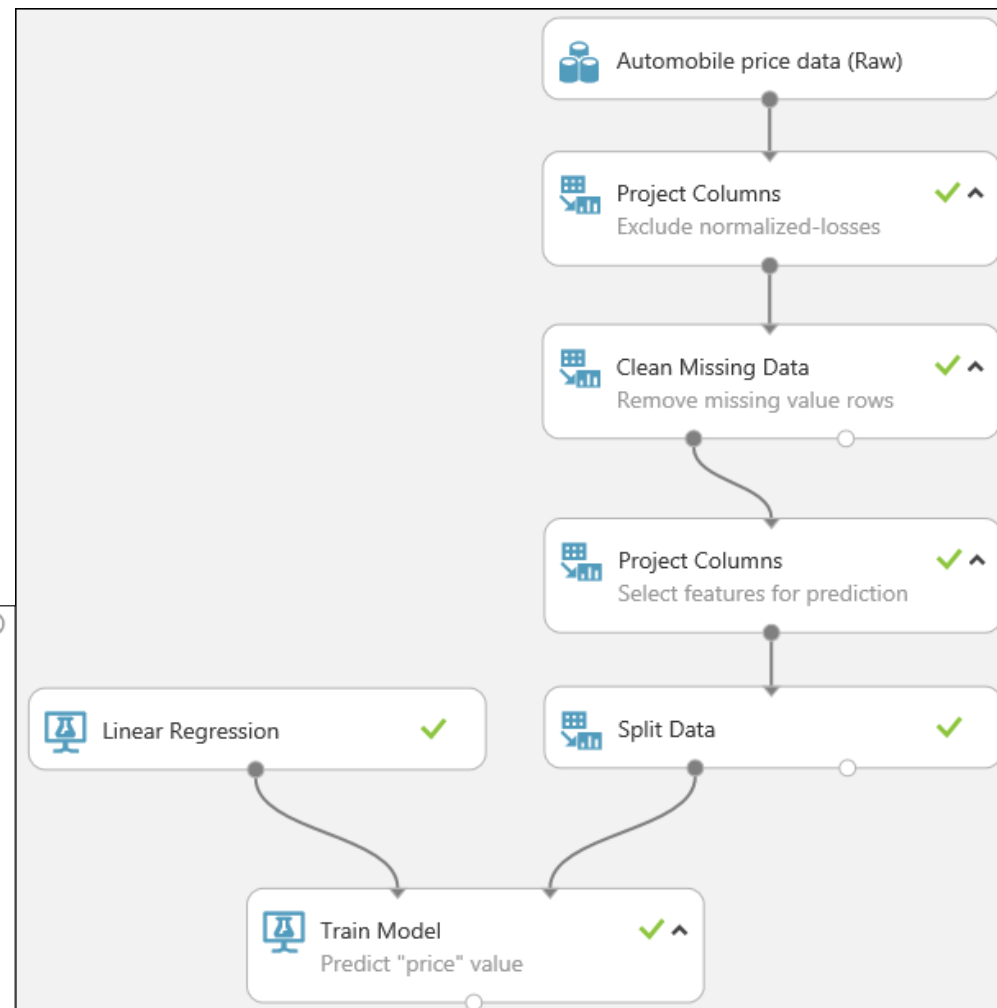 Automobile price data (Raw)
Project Columns
Exclude normalized-losses
Clean Missing Data
Remove missing value rows
Project Columns
Select features for prediction
Linear Regression
Split Data
Train Model
Predict "price" value